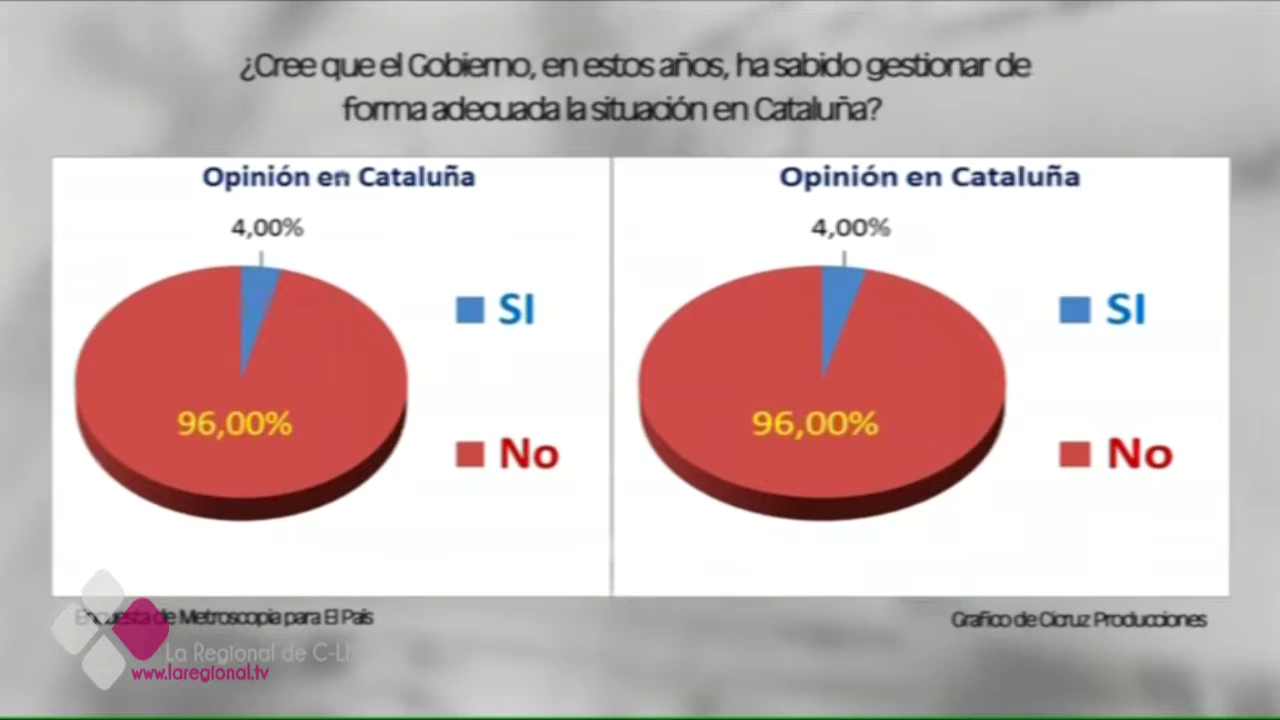 ¿Cree que el Gobierno, en estos años, ha sabido gestionar de
forma adecuada la situación en Cataluña?
Opinión en Cataluña
4,00%
96,00%
SI
No
Opinión en Cataluña
4,00%
96,00%
SI
No
Encuesta de Metroscopia para El País
Grafico de Cicruz Producciones
La Regional de C-LM
www.laregional.tv